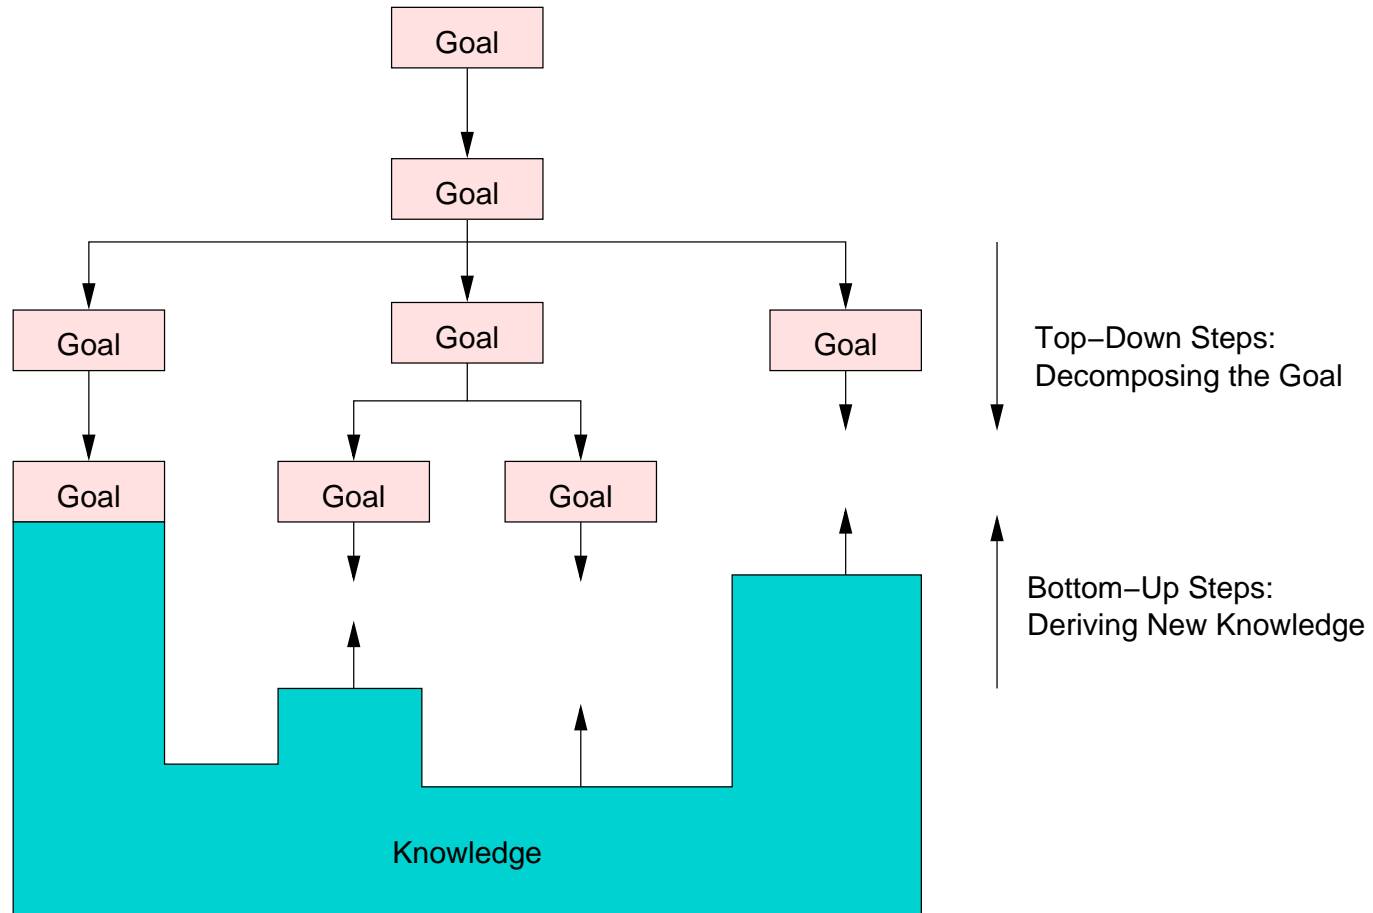 Goal
Goal
Goal
Goal
Goal
Top−Down Steps:
Decomposing the Goal
Goal
Goal
Goal
Bottom−Up Steps:
Deriving New Knowledge
Knowledge